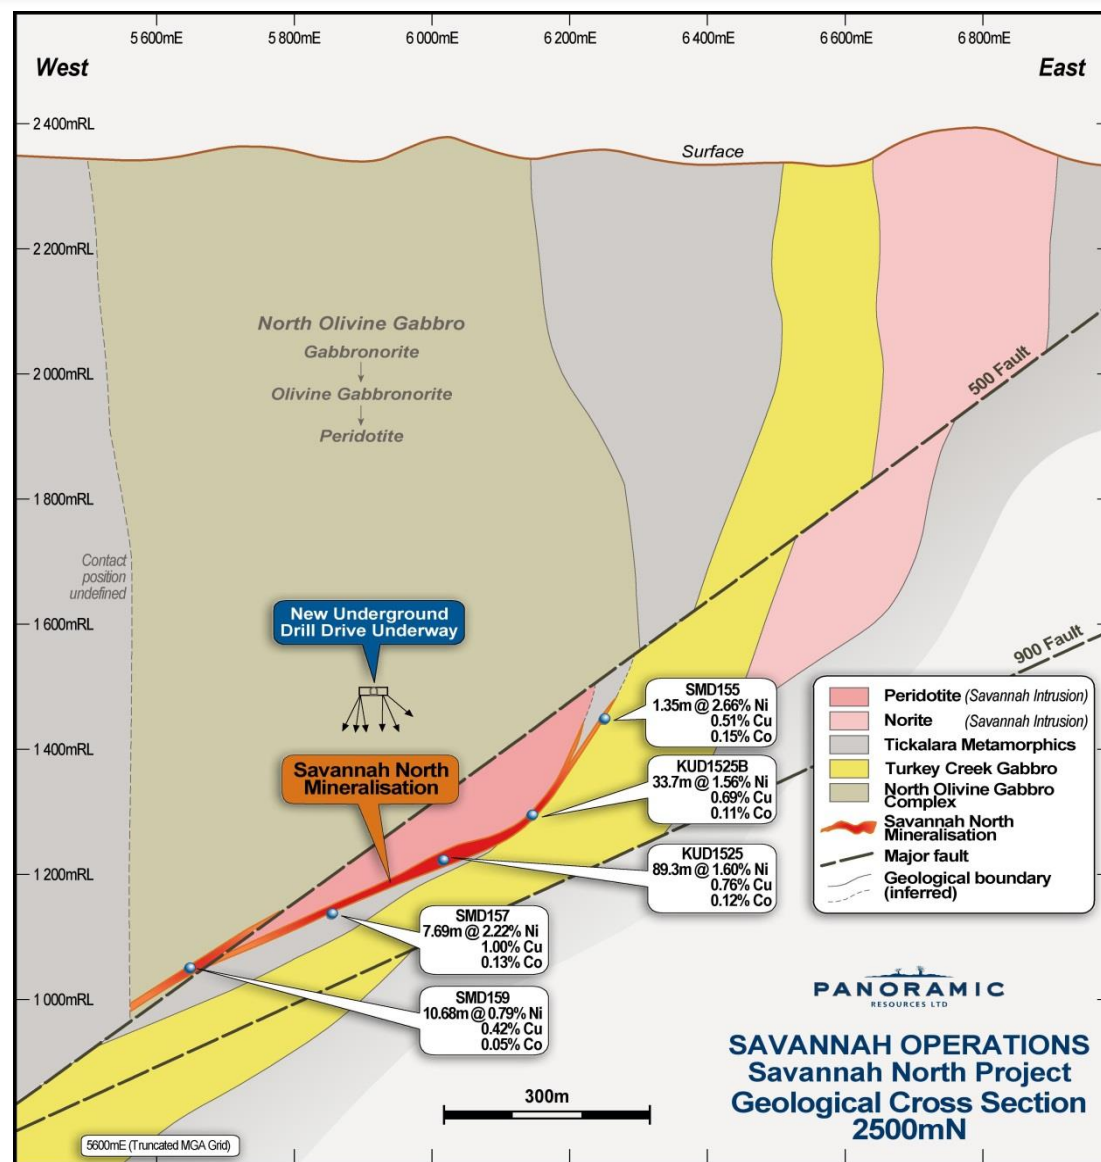 5 600mE
5 800mE
6 000mE
6 200mE
6 400mE
6 600mE
6 800mE
West
East
2 400mRL
Surface
2 200mRL
North Olivine Gabbro
Gabbronorite
Olivine Gabbronorite
Peridotite
2 000mRL
500 Fault
1 800mRL
Contact
position
undefined
1 600mRL
New Underground
Drill Drive Underway
900 Fault
SMD155
1.35m @ 2.66% Ni
0.51% Cu
0.15% Co
1 400mRL
Savannah North
Mineralisation
KUD1525B
33.7m @ 1.56% Ni
0.69% Cu
0.11% Co
Peridotite (Savannah Intrusion)
Norite (Savannah Intrusion)
Tickalara Metamorphics
Turkey Creek Gabbro
North Olivine Gabbro
Complex
Savannah North
Mineralisation
Major fault
Geological boundary
(inferred)
1 200mRL
KUD1525
89.3m @ 1.60% Ni
0.76% Cu
0.12% Co
SMD157
7.69m @ 2.22% Ni
1.00% Cu
0.13% Co
1 000mRL
SMD159
10.68m @ 0.79% Ni
0.42% Cu
0.05% Co
PANORAMIC
RESOURCES LTD
SAVANNAH OPERATIONS
Savannah North Project
Geological Cross Section
2500mN
300m
5600mE (Truncated MGA Grid)